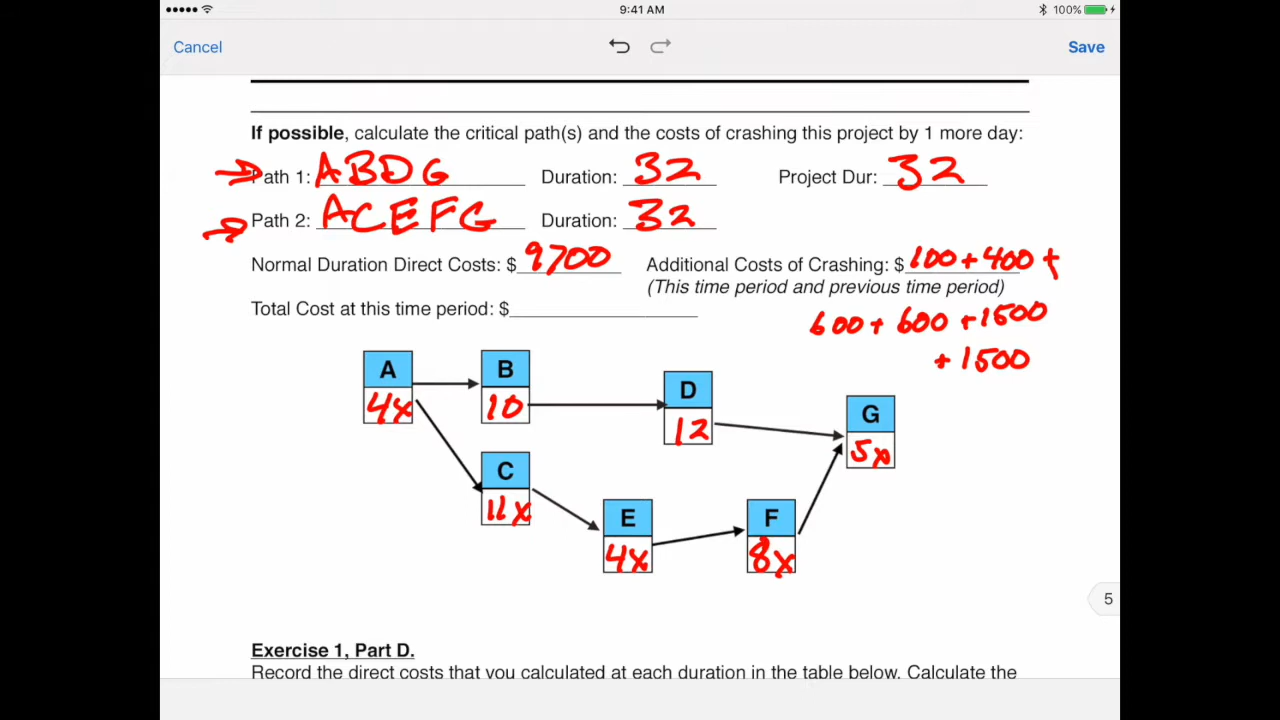 9:41 AM
100%
Cancel
Save
If possible, calculate the critical path(s) and the costs of crashing this project by 1 more day:
Path 1: ABDG Duration: 32 Project Dur: 32
Path 2: ACEFG Duration: 32
Normal Duration Direct Costs: $ 9700 Additional Costs of Crashing: $ 100 + 400 +
(This time period and previous time period)
Total Cost at this time period: $
600 + 600 + 1500
+ 1500
A
4x
B
10
D
12
G
5x
C
11x
E
4x
F
8x
5
Exercise 1, Part D.
Record the direct costs that you calculated at each duration in the table below. Calculate the